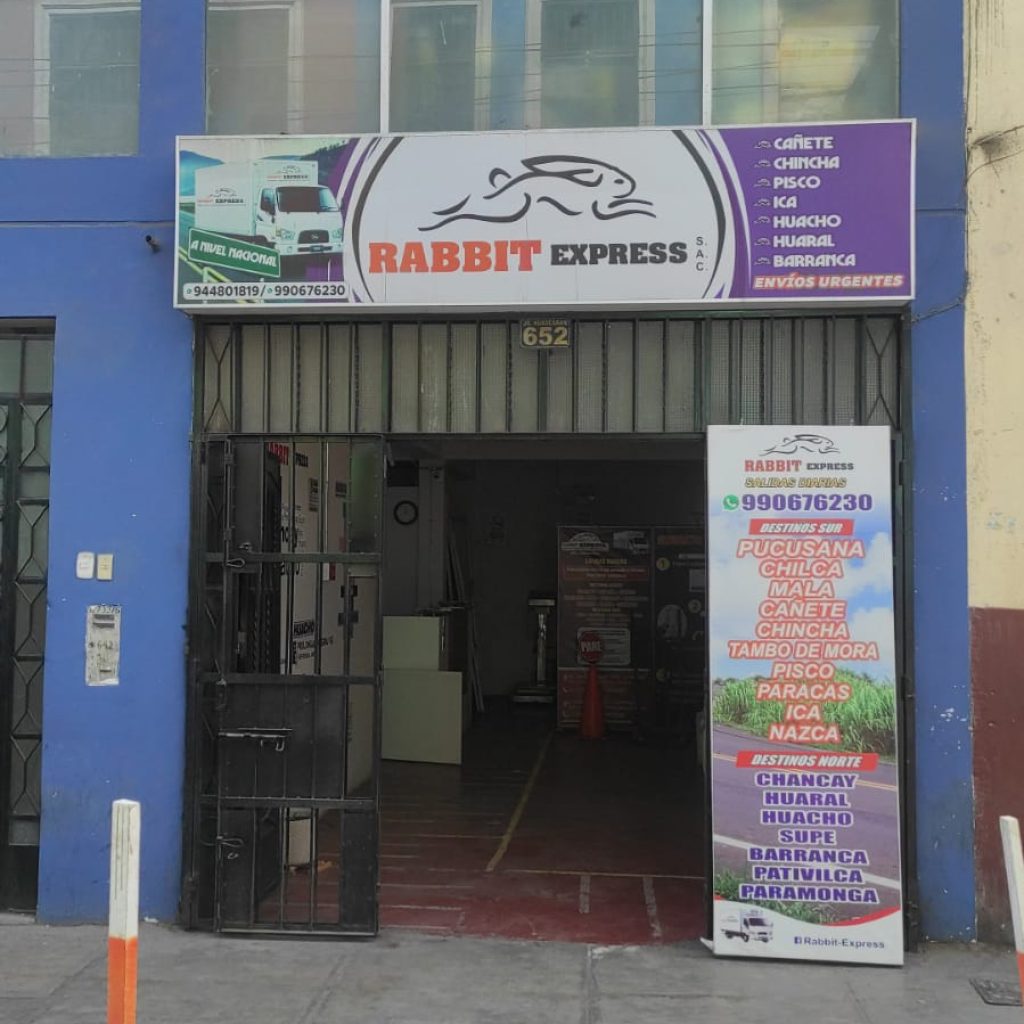 A NIVEL NACIONAL
944801819/ 990676230
RABBIT EXPRESS S.A.C.
CAÑETE
CHINCHA
PISCO
ICA
HUACHO
HUARAL
BARRANCA
ENVÍOS URGENTES
652
RABBIT EXPRESS
SALIDAS DIARIAS
990676230
DESTINOS SUR
PUCUSANA
CHILCA
MALA
CAÑETE
CHINCHA
TAMBO DE MORA
PISCO
PARACAS
ICA
NAZCA
DESTINOS NORTE
CHANCAY
HUARAL
HUACHO
SUPE
BARRANCA
PATIVILCA
PARAMONGA
Rabbit-Express
HUACHO
PARE